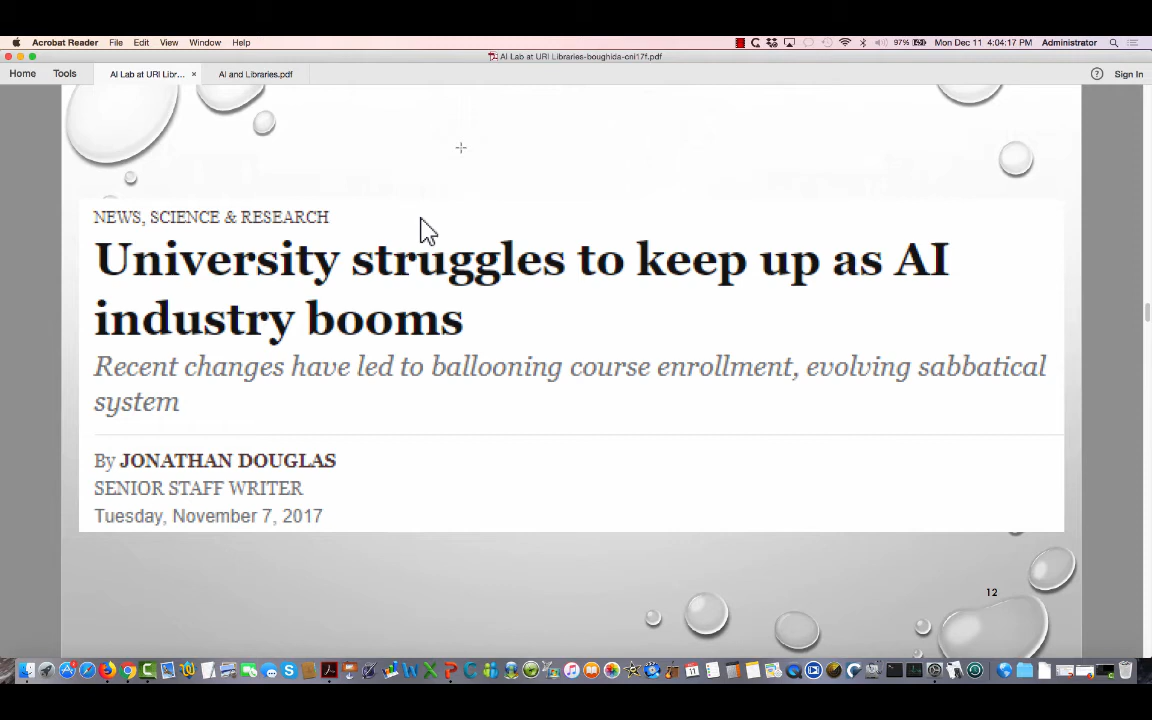 Acrobat Reader File Edit View Window Help 97% Mon Dec 11 4:04:17 PM Administrator
AI Lab at URI Libraries-boughida-cni17f.pdf
Home Tools AI Lab at URI Libr... × AI and Libraries.pdf ? Sign In
NEWS, SCIENCE & RESEARCH
University struggles to keep up as AI
industry booms
Recent changes have led to ballooning course enrollment, evolving sabbatical
system
By JONATHAN DOUGLAS
SENIOR STAFF WRITER
Tuesday, November 7, 2017
12